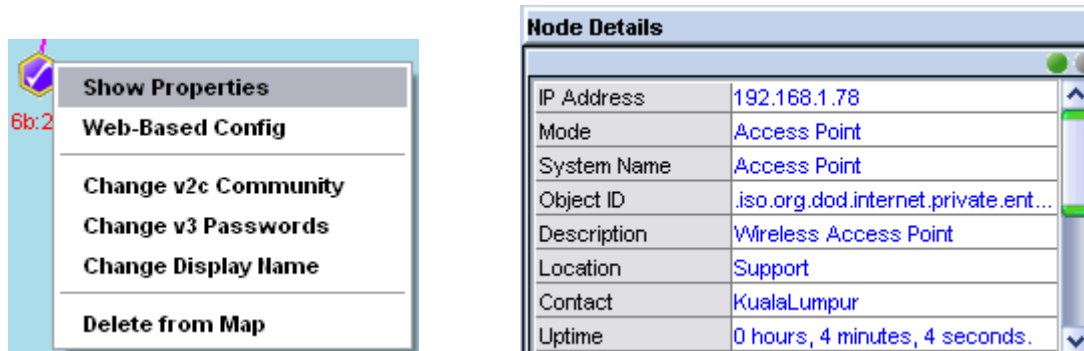 6b:2
Show Properties
Web-Based Config
Change v2c Community
Change v3 Passwords
Change Display Name
Delete from Map
Node Details
IP Address 192.168.1.78
Mode Access Point
System Name Access Point
Object ID .iso.org.dod.internet.private.ent...
Description Wireless Access Point
Location Support
Contact KualaLumpur
Uptime 0 hours, 4 minutes, 4 seconds.